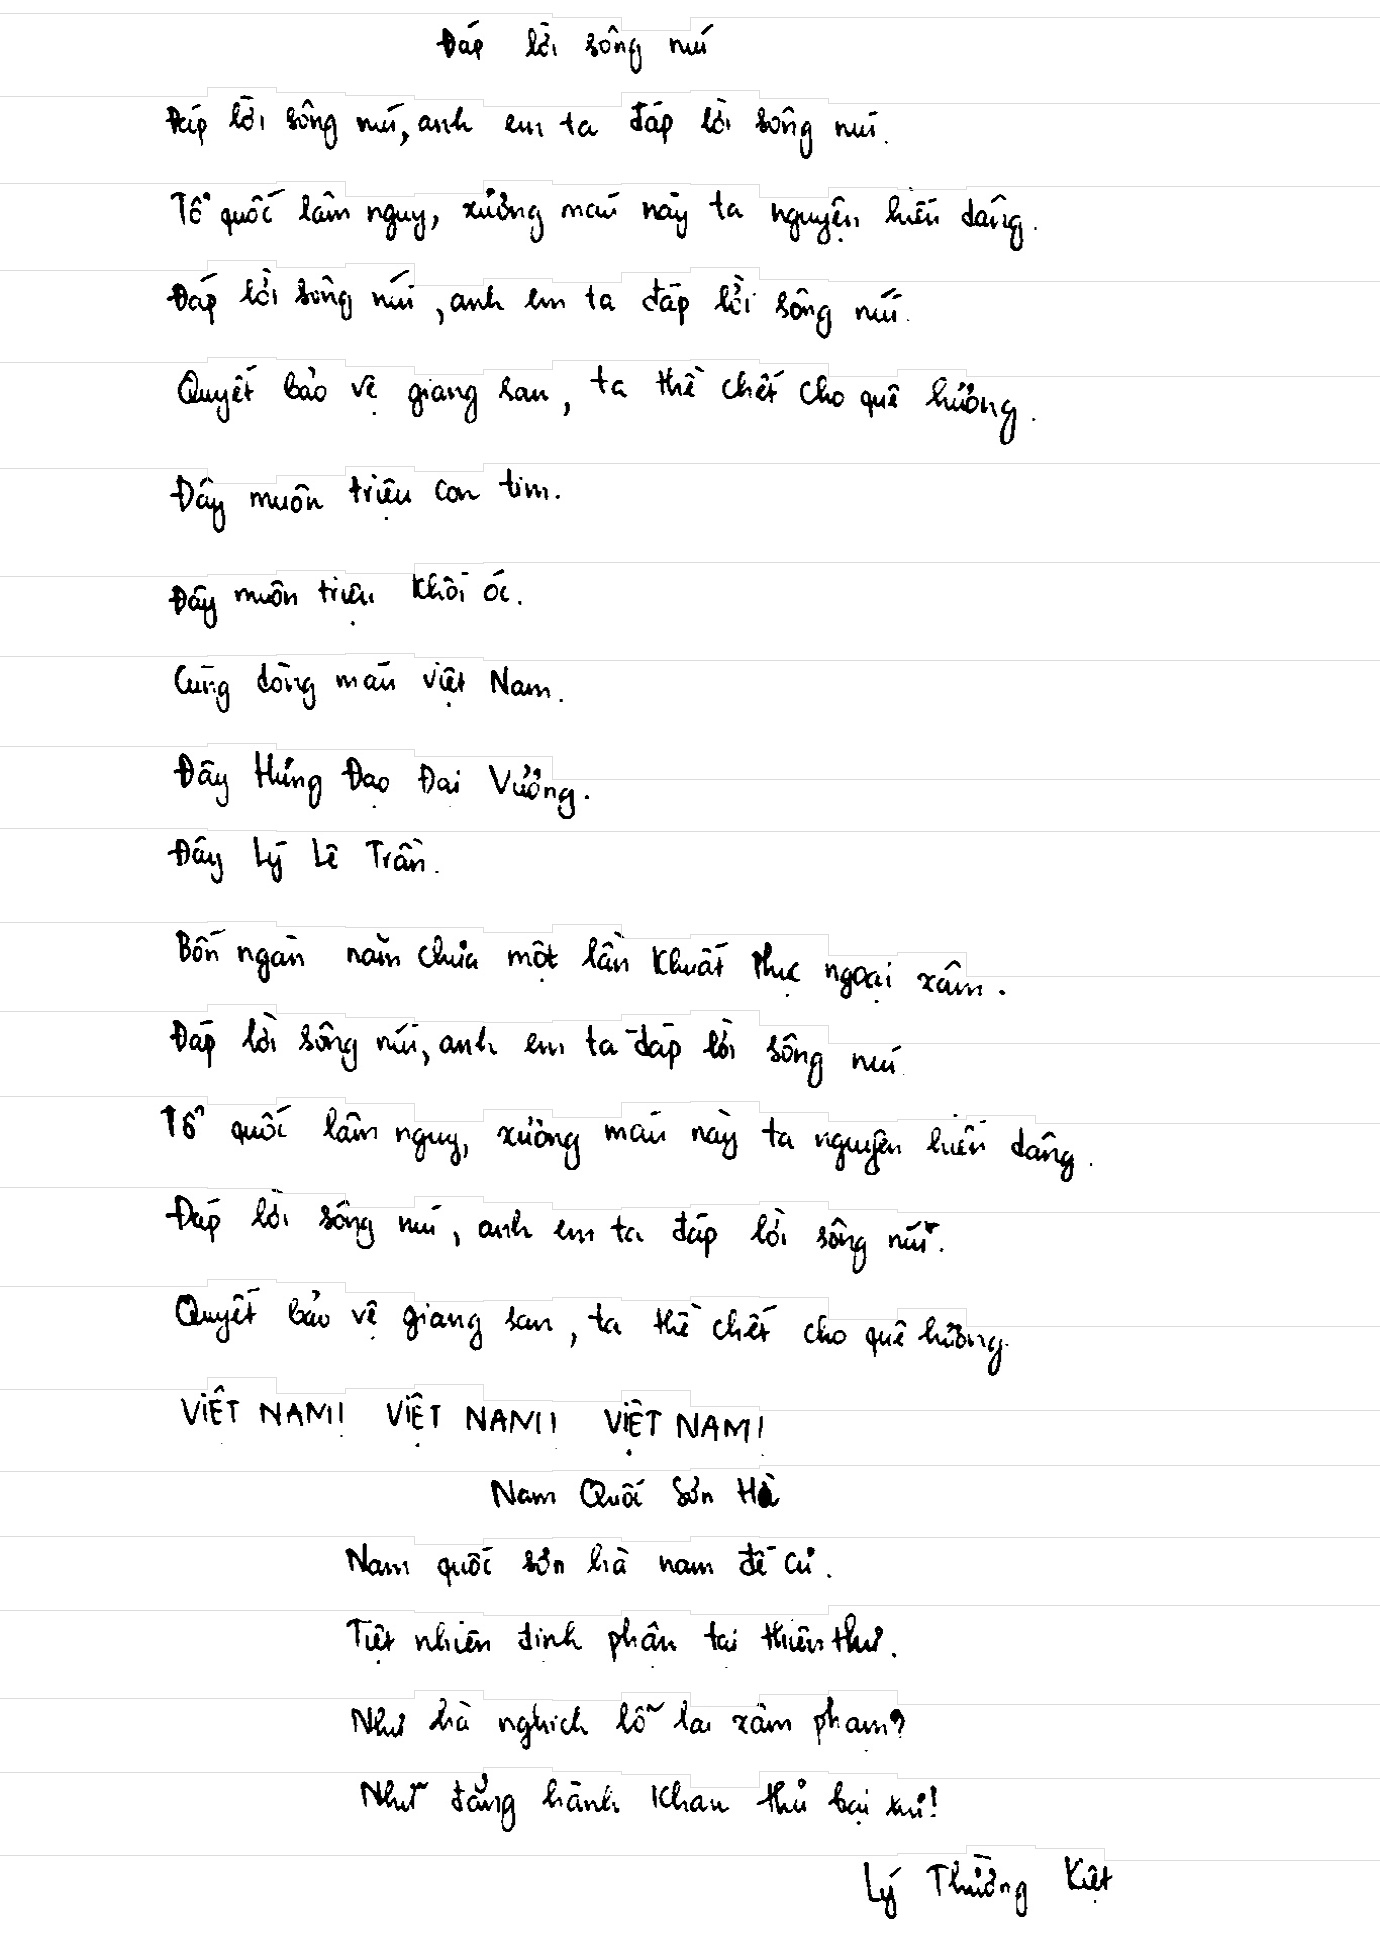 Đáp lời sông núi
Đáp lời sông núi, anh em ta đáp lời sông núi.
Tổ quốc lâm nguy, xương máu này ta nguyện hiến dâng.
Đáp lời sông núi, anh em ta đáp lời sông núi.
Quyết bảo vệ giang san, ta thề chết cho quê hương.
Đây muôn triệu con tim.
Đây muôn triệu khối óc.
Cùng dòng máu Việt Nam.
Đây Hưng Đạo Đại Vương.
Đây Lý Lê Trần.
Bốn ngàn năm chưa một lần khuất phục ngoại xâm.
Đáp lời sông núi, anh em ta đáp lời sông núi.
Tổ quốc lâm nguy, xương máu này ta nguyện hiến dâng.
Đáp lời sông núi, anh em ta đáp lời sông núi.
Quyết bảo vệ giang san, ta thề chết cho quê hương.
VIỆT NAM! VIỆT NAM! VIỆT NAM!
Nam Quốc Sơn Hà
Nam quốc sơn hà nam đế cư.
Tiệt nhiên định phận tại thiên thư.
Như hà nghịch lỗ lai xâm phạm?
Nhữ đẳng hành khan thủ bại hư!
Lý Thường Kiệt